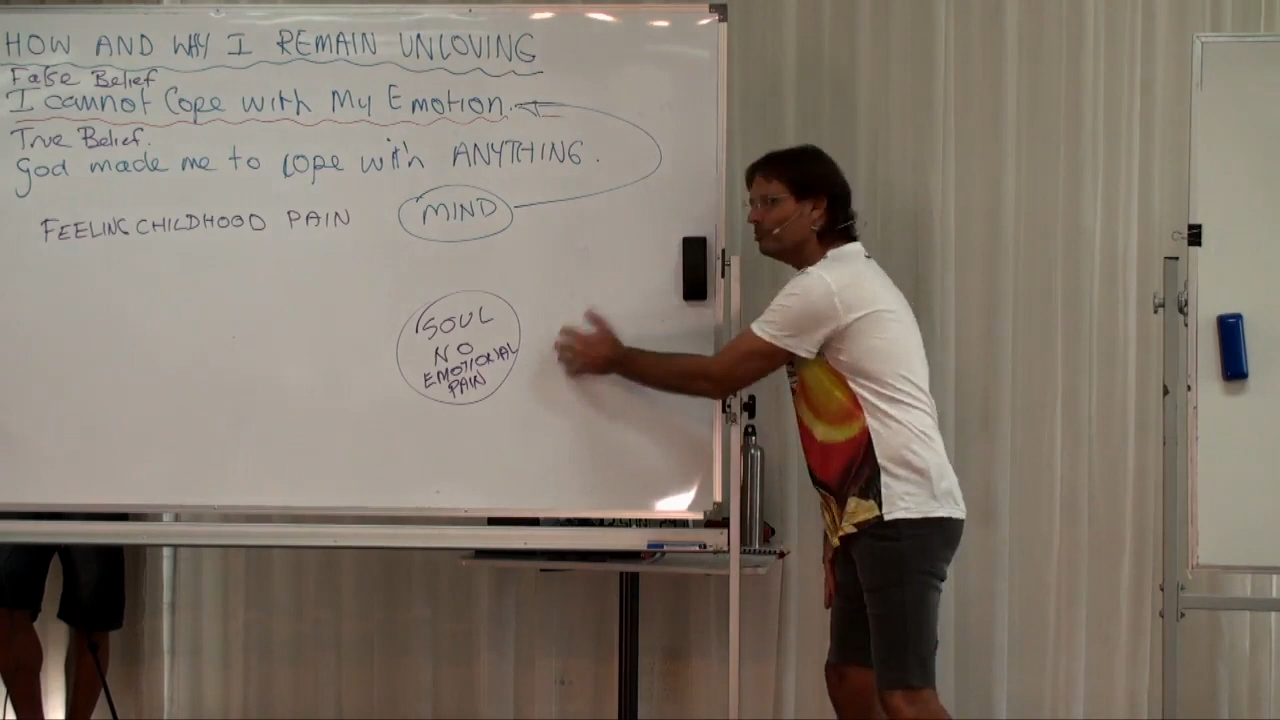 HOW AND WHY I REMAIN UNLOVING
False Belief
I cannot Cope with My Emotion.
True Belief.
God made me to cope with ANYTHING.
FEELING CHILDHOOD PAIN
MIND
SOUL
NO
EMOTIONAL
PAIN